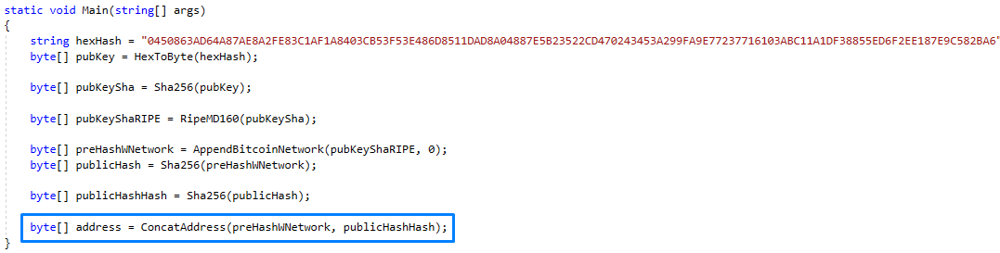 static void Main(string[] args)
{
string hexHash = "0450863AD64A87AE8A2FE83C1AF1A8403CB53F53E486D8511DAD8A04887E5B23522CD470243453A299FA9E77237716103ABC11A1DF38855ED6F2EE187E9C582BA6"
byte[] pubKey = HexToByte(hexHash);
byte[] pubKeySha = Sha256(pubKey);
byte[] pubKeyShaRIPE = RipeMD160(pubKeySha);
byte[] preHashWNetwork = AppendBitcoinNetwork(pubKeyShaRIPE, 0);
byte[] publicHash = Sha256(preHashWNetwork);
byte[] publicHashHash = Sha256(publicHash);
byte[] address = ConcatAddress(preHashWNetwork, publicHashHash);
}